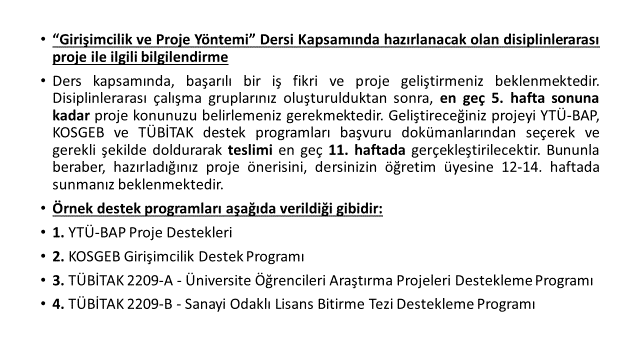 • “Girişimcilik ve Proje Yöntemi” Dersi Kapsamında hazırlanacak olan disiplinlerarası
proje ile ilgili bilgilendirme
• Ders kapsamında, başarılı bir iş fikri ve proje geliştirmeniz beklenmektedir.
Disiplinlerarası çalışma gruplarınız oluşturulduktan sonra, en geç 5. hafta sonuna
kadar proje konunuzu belirlemeniz gerekmektedir. Geliştireceğiniz projeyi YTÜ-BAP,
KOSGEB ve TÜBİTAK destek programları başvuru dokümanlarından seçerek ve
gerekli şekilde doldurarak teslimi en geç 11. haftada gerçekleştirilecektir. Bununla
beraber, hazırladığınız proje önerisini, dersinizin öğretim üyesine 12-14. haftada
sunmanız beklenmektedir.
• Örnek destek programları aşağıda verildiği gibidir:
• 1. YTÜ-BAP Proje Destekleri
• 2. KOSGEB Girişimcilik Destek Programı
• 3. TÜBİTAK 2209-A - Üniversite Öğrencileri Araştırma Projeleri Destekleme Programı
• 4. TÜBİTAK 2209-B - Sanayi Odaklı Lisans Bitirme Tezi Destekleme Programı